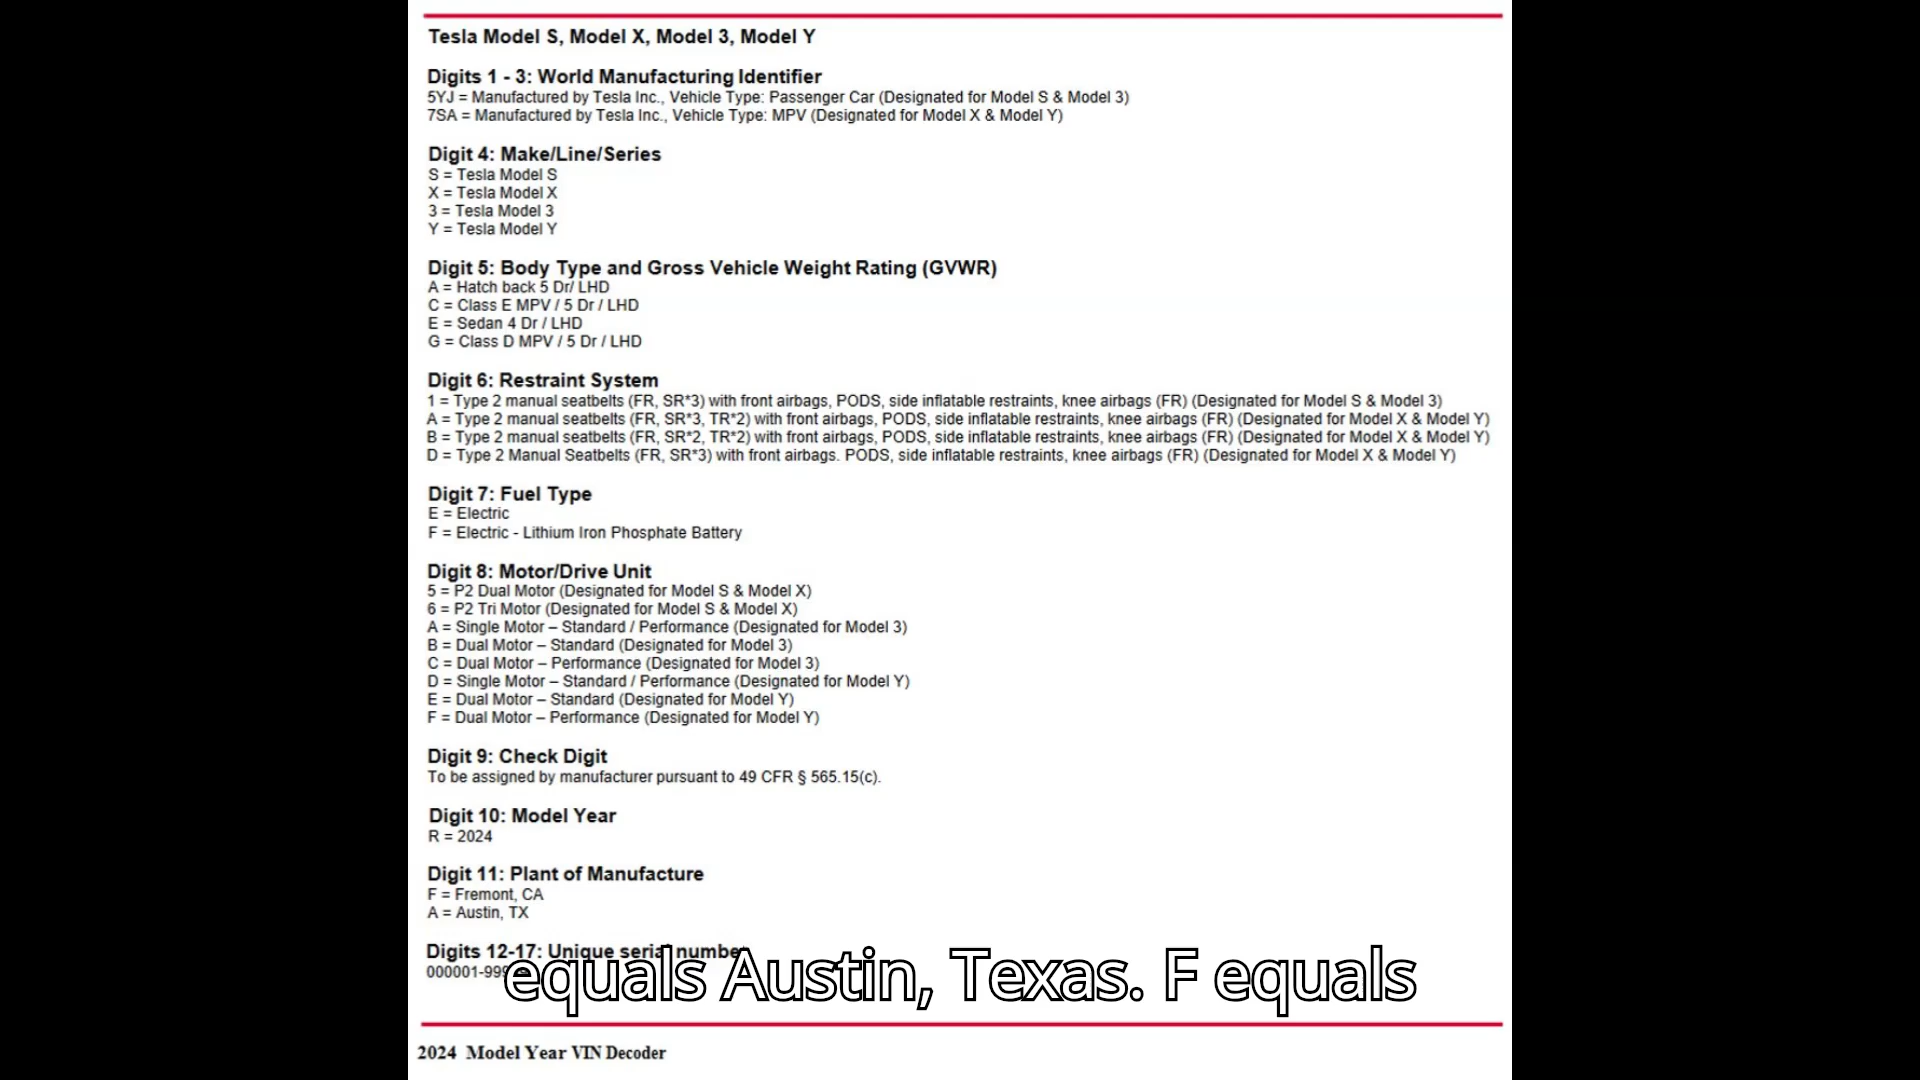 Tesla Model S, Model X, Model 3, Model Y
Digits 1 - 3: World Manufacturing Identifier
5YJ = Manufactured by Tesla Inc., Vehicle Type: Passenger Car (Designated for Model S & Model 3)
7SA = Manufactured by Tesla Inc., Vehicle Type: MPV (Designated for Model X & Model Y)
Digit 4: Make/Line/Series
S = Tesla Model S
X = Tesla Model X
3 = Tesla Model 3
Y = Tesla Model Y
Digit 5: Body Type and Gross Vehicle Weight Rating (GVWR)
A = Hatch back 5 Dr/ LHD
C = Class E MPV / 5 Dr / LHD
E = Sedan 4 Dr / LHD
G = Class D MPV / 5 Dr / LHD
Digit 6: Restraint System
1 = Type 2 manual seatbelts (FR, SR*3) with front airbags, PODS, side inflatable restraints, knee airbags (FR) (Designated for Model S & Model 3)
A = Type 2 manual seatbelts (FR, SR*3, TR*2) with front airbags, PODS, side inflatable restraints, knee airbags (FR) (Designated for Model X & Model Y)
B = Type 2 manual seatbelts (FR, SR*2, TR*2) with front airbags, PODS, side inflatable restraints, knee airbags (FR) (Designated for Model X & Model Y)
D = Type 2 Manual Seatbelts (FR, SR*3) with front airbags. PODS, side inflatable restraints, knee airbags (FR) (Designated for Model X & Model Y)
Digit 7: Fuel Type
E = Electric
F = Electric - Lithium Iron Phosphate Battery
Digit 8: Motor/Drive Unit
5 = P2 Dual Motor (Designated for Model S & Model X)
6 = P2 Tri Motor (Designated for Model S & Model X)
A = Single Motor – Standard / Performance (Designated for Model 3)
B = Dual Motor – Standard (Designated for Model 3)
C = Dual Motor – Performance (Designated for Model 3)
D = Single Motor – Standard / Performance (Designated for Model Y)
E = Dual Motor – Standard (Designated for Model Y)
F = Dual Motor – Performance (Designated for Model Y)
Digit 9: Check Digit
To be assigned by manufacturer pursuant to 49 CFR § 565.15(c).
Digit 10: Model Year
R = 2024
Digit 11: Plant of Manufacture
F = Fremont, CA
A = Austin, TX
Digits 12-17: Unique serial number
equals Austin, Texas. F equals
2024 Model Year VIN Decoder